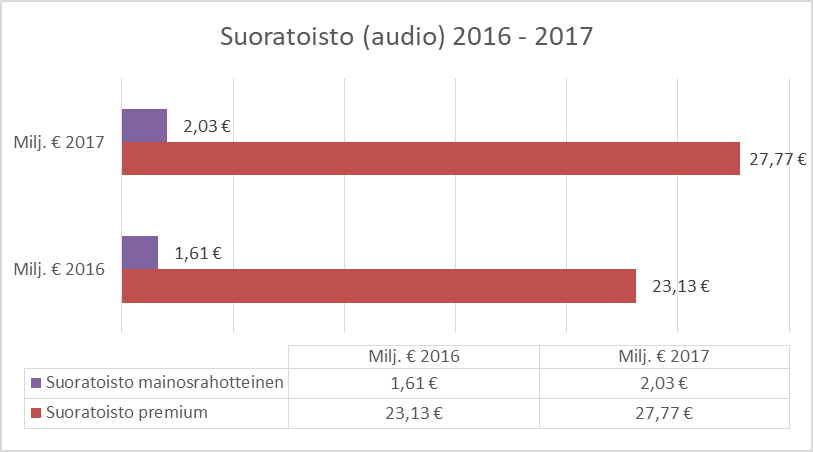 Suoratoisto (audio) 2016 - 2017
Milj. € 2017
2,03 €
27,77 €
Milj. € 2016
1,61 €
23,13 €
Milj. € 2016 Milj. € 2017
Suoratoisto mainosrahotteinen 1,61 € 2,03 €
Suoratoisto premium 23,13 € 27,77 €